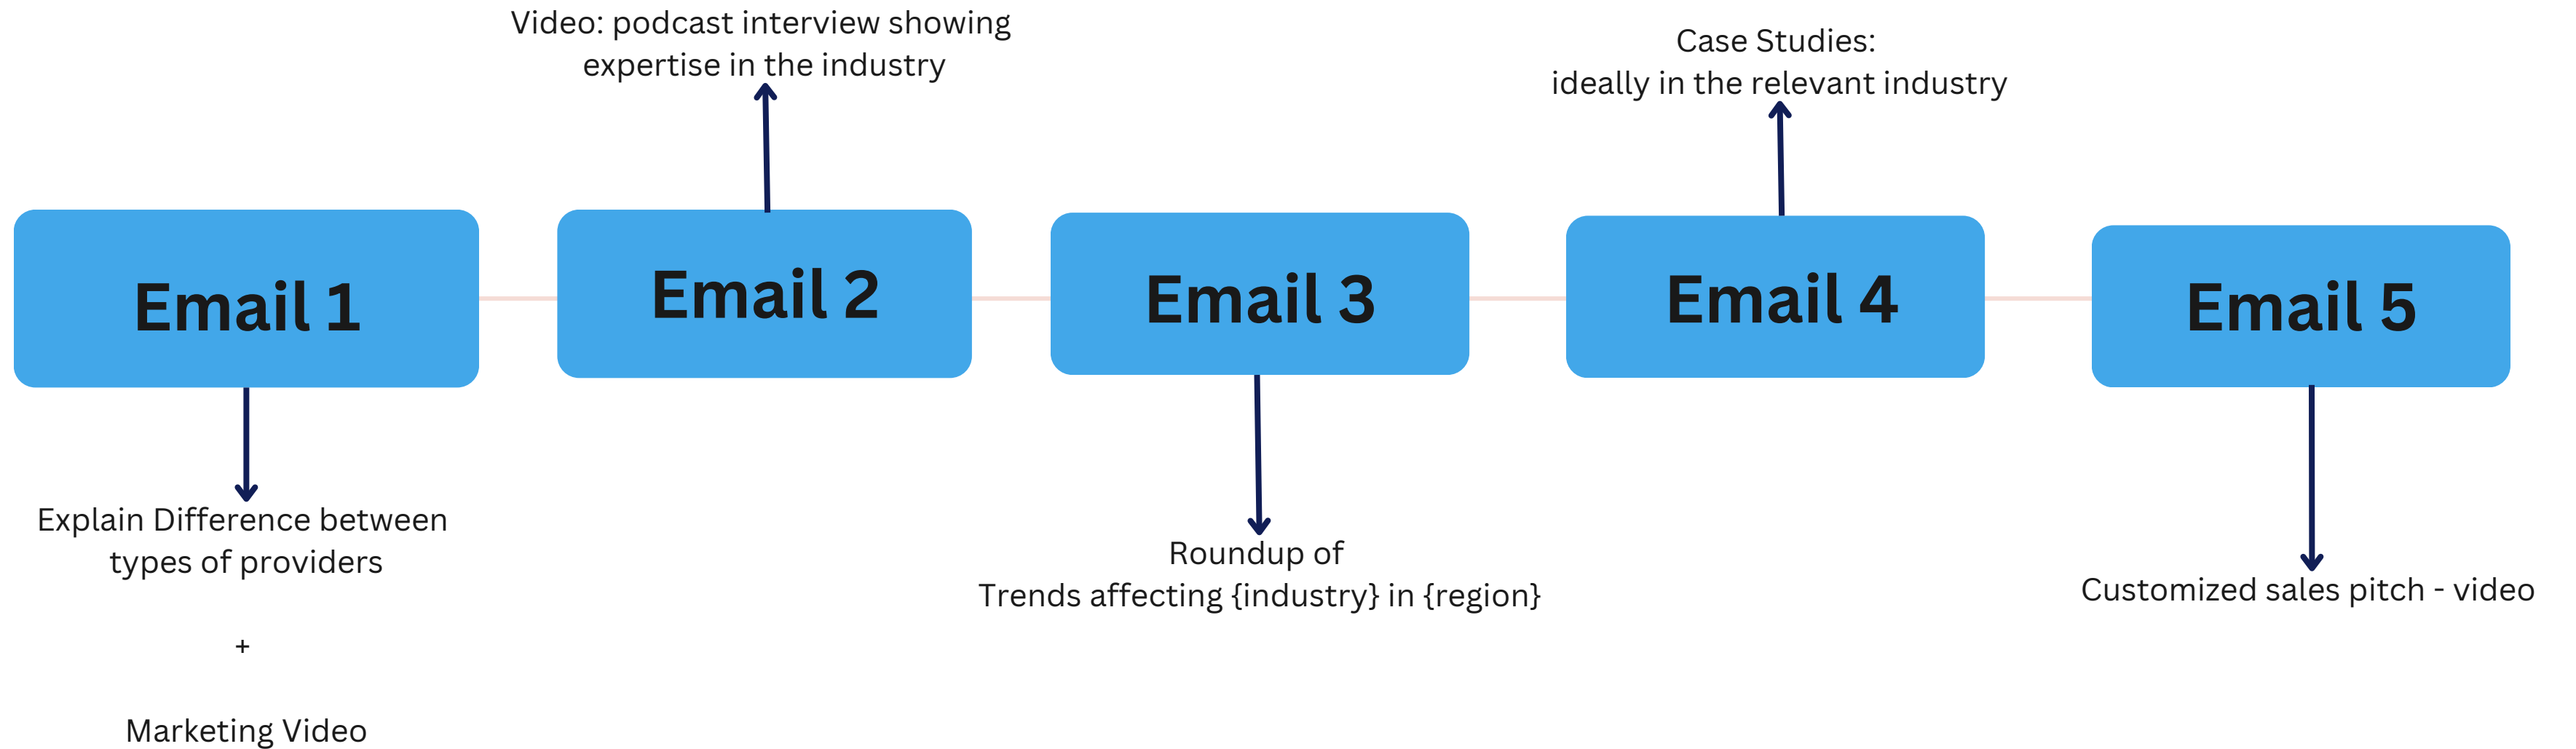 Video: podcast interview showing
expertise in the industry
Case Studies:
ideally in the relevant industry
Email 1
Email 2
Email 3
Email 4
Email 5
Explain Difference between
types of providers
+
Marketing Video
Roundup of
Trends affecting {industry} in {region}
Customized sales pitch - video